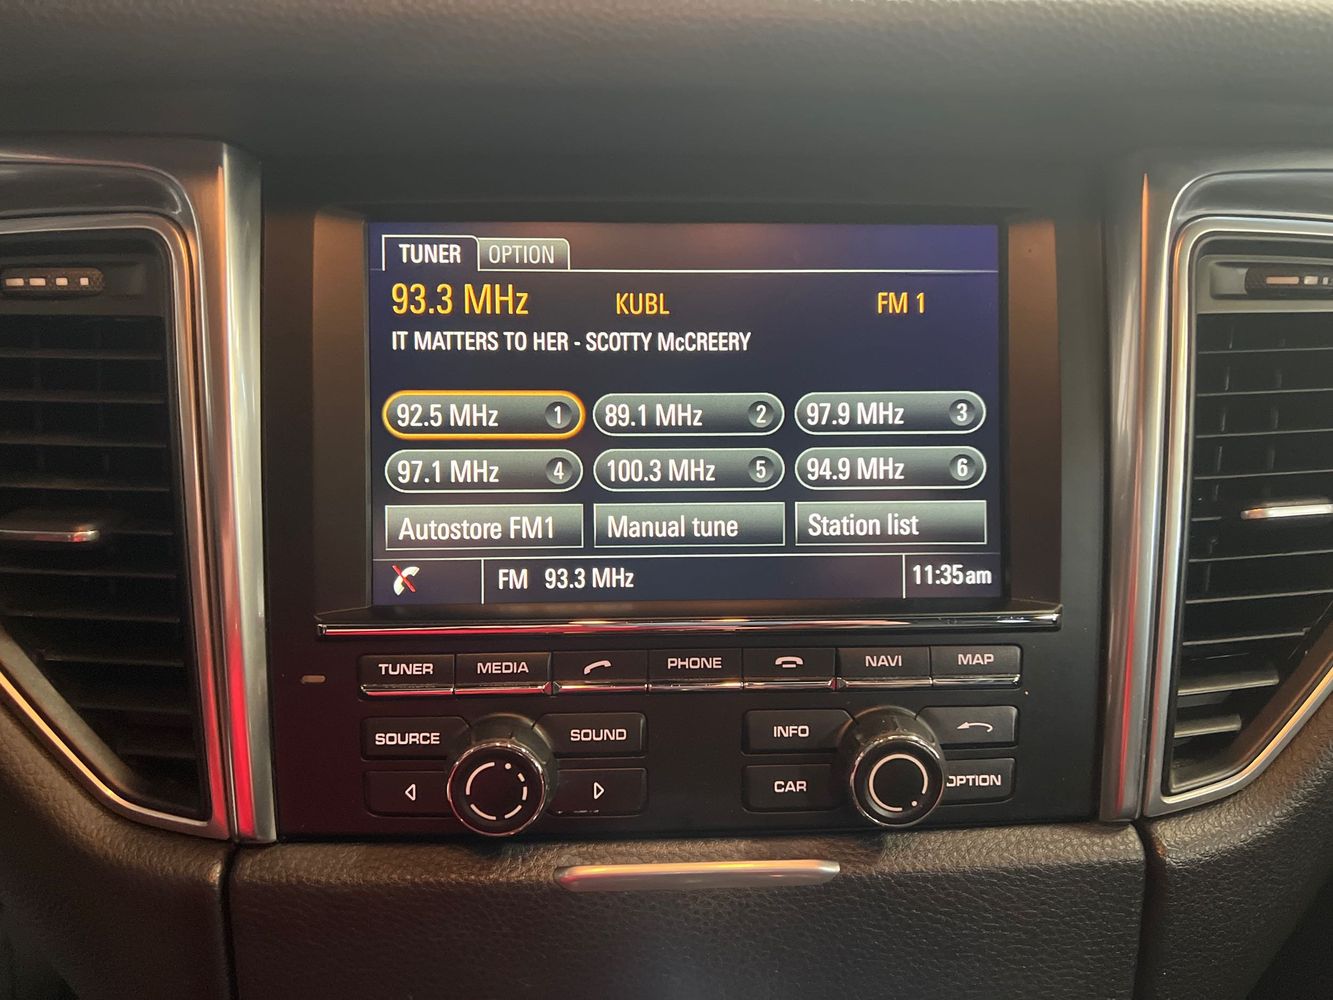 TUNER OPTION
93.3 MHz KUBL FM 1
IT MATTERS TO HER - SCOTTY McCREERY
92.5 MHz 1 89.1 MHz 2 97.9 MHz 3
97.1 MHz 4 100.3 MHz 5 94.9 MHz 6
Autostore FM1 Manual tune Station list
FM 93.3 MHz 11:35am
TUNER MEDIA PHONE NAVI MAP
SOURCE SOUND INFO
CAR OPTION